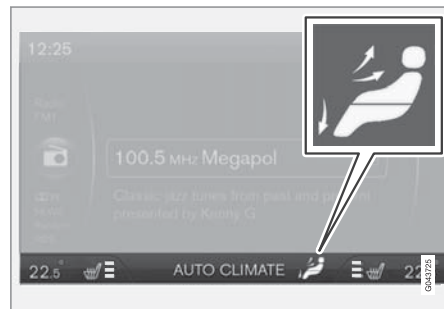 12:25
Radio
FM1
100.5 MHz Megapol
Classic jazz tunes from past and present
presented by Kenny G
22.5° AUTO CLIMATE 22
G043725